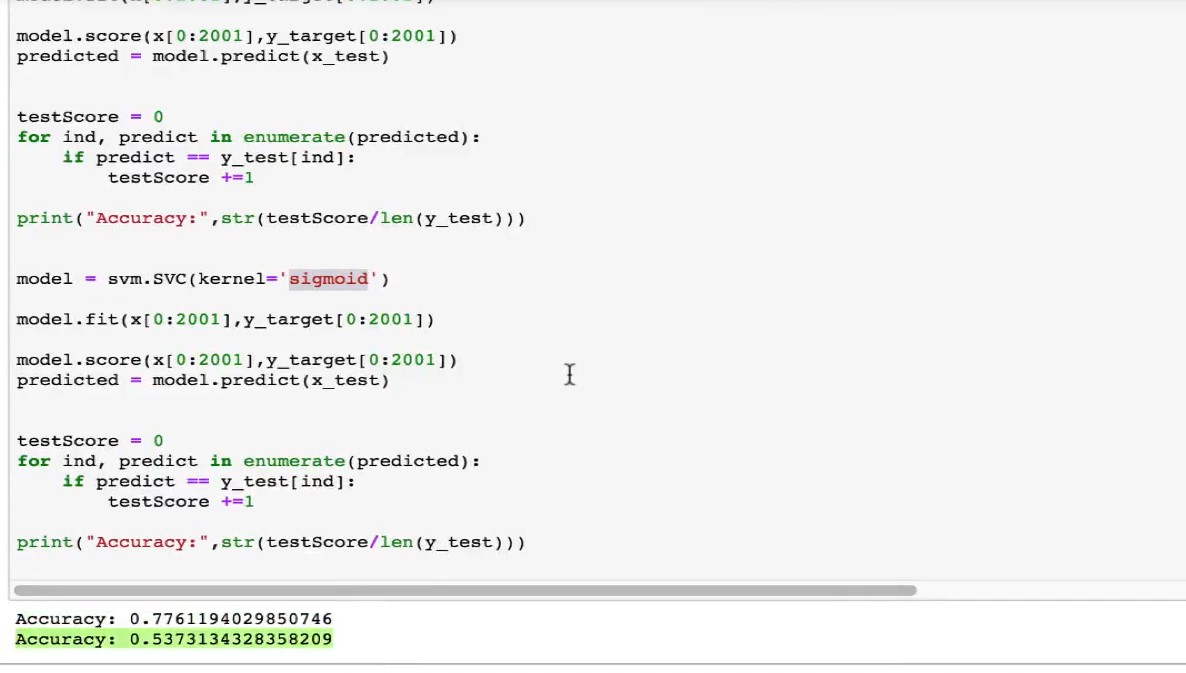 model.score(x[0:2001],y_target[0:2001])
predicted = model.predict(x_test)
testScore = 0
for ind, predict in enumerate(predicted):
    if predict == y_test[ind]:
        testScore +=1
print("Accuracy:",str(testScore/len(y_test)))
model = svm.SVC(kernel='sigmoid')
model.fit(x[0:2001],y_target[0:2001])
model.score(x[0:2001],y_target[0:2001])
predicted = model.predict(x_test)
testScore = 0
for ind, predict in enumerate(predicted):
    if predict == y_test[ind]:
        testScore +=1
print("Accuracy:",str(testScore/len(y_test)))
Accuracy: 0.7761194029850746
Accuracy: 0.5373134328358209